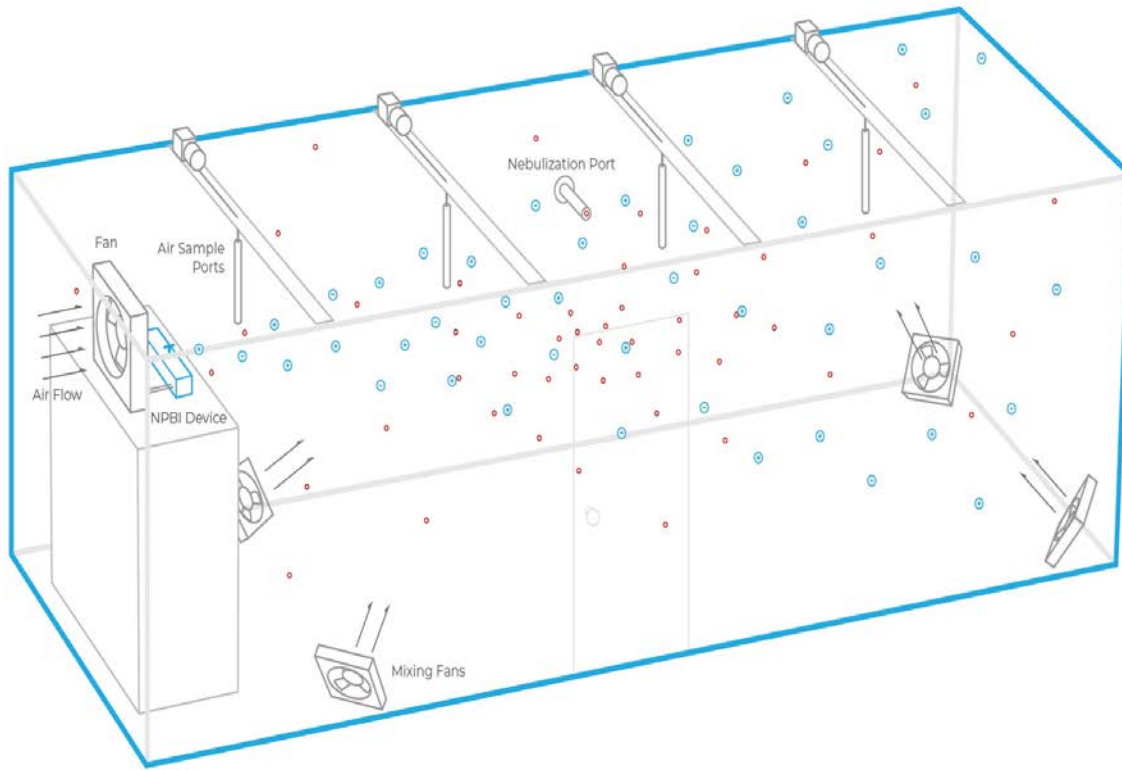 Nebulization Port
Fan
Air Sample
Ports
Air Flow
NPBI Device
Mixing Fans